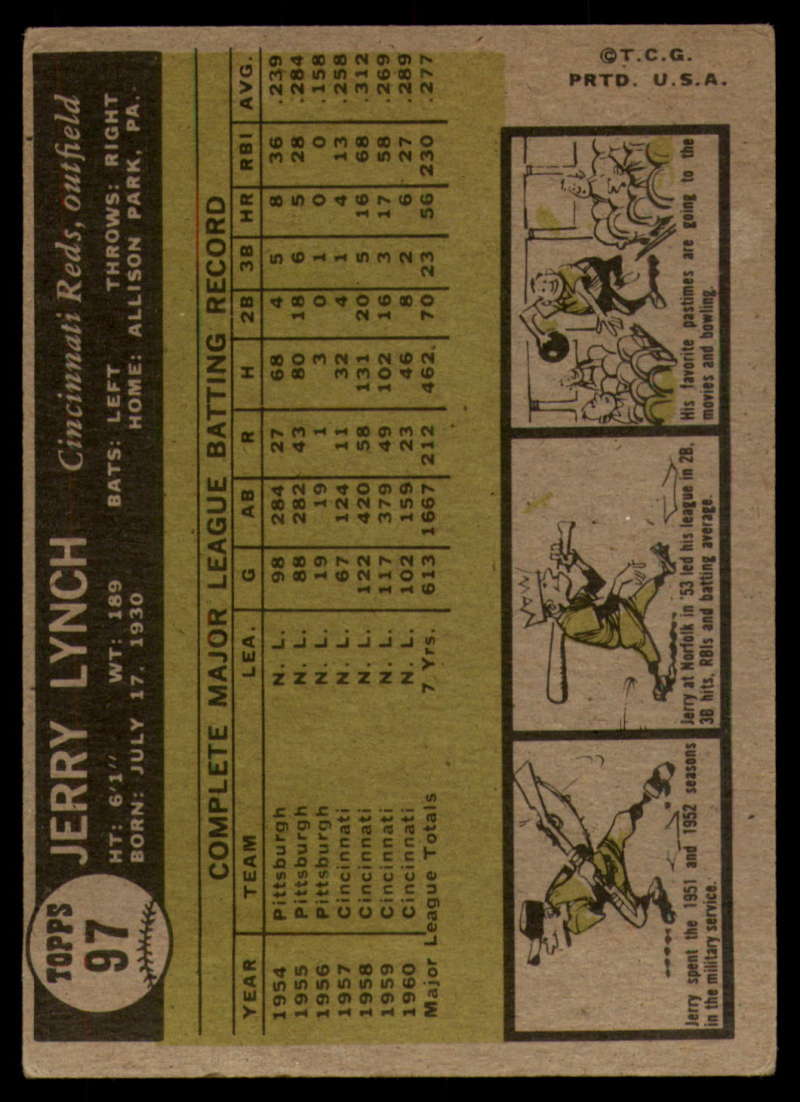 TOPPS
97
JERRY LYNCH Cincinnati Reds, outfield
HT: 6'1" WT: 189 BATS: LEFT THROWS: RIGHT
BORN: JULY 17, 1930 HOME: ALLISON PARK, PA.
COMPLETE MAJOR LEAGUE BATTING RECORD
YEAR TEAM LEA. G AB R H 2B 3B HR RBI AVG.
1954 Pittsburgh N. L. 98 284 27 68 4 5 8 36 .239
1955 Pittsburgh N. L. 88 282 43 80 18 6 5 28 .284
1956 Pittsburgh N. L. 19 19 1 3 0 1 0 0 .158
1957 Cincinnati N. L. 67 124 11 32 4 1 4 13 .258
1958 Cincinnati N. L. 122 420 58 131 20 5 16 68 .312
1959 Cincinnati N. L. 117 379 49 102 16 3 17 58 .269
1960 Cincinnati N. L. 102 159 23 46 8 2 6 27 .289
Major League Totals 7 Yrs. 613 1667 212 462 70 23 56 230 .277
Jerry spent the 1951 and 1952 seasons
in the military service.
Jerry at Norfolk in '53 led his league in 2B,
3B hits, RBIs and batting average.
His favorite pastimes are going to the
movies and bowling.
©T.C.G.
PRTD. U.S.A.